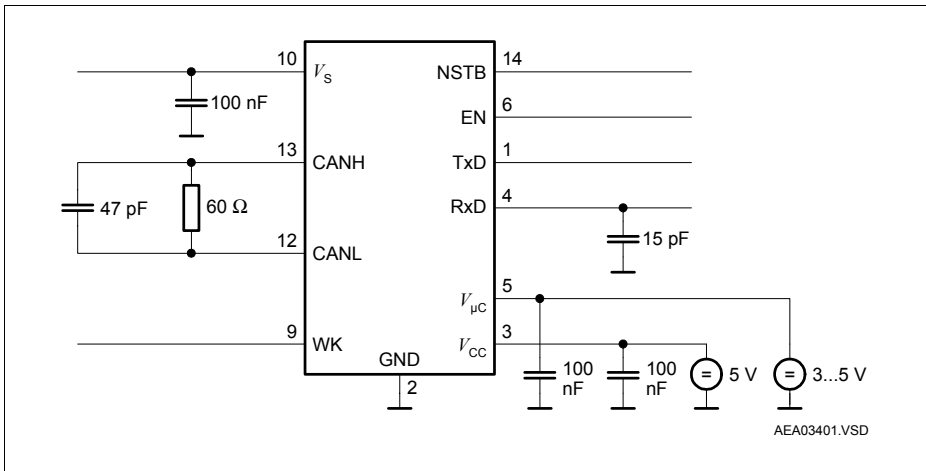 10
V_S
NSTB
14
100 nF
EN
6
13
CANH
TxD
1
47 pF
60 Ω
RxD
4
12
CANL
15 pF
V_µC
5
9
WK
V_CC
3
GND
2
100
nF
100
nF
5 V
3...5 V
AEA03401.VSD